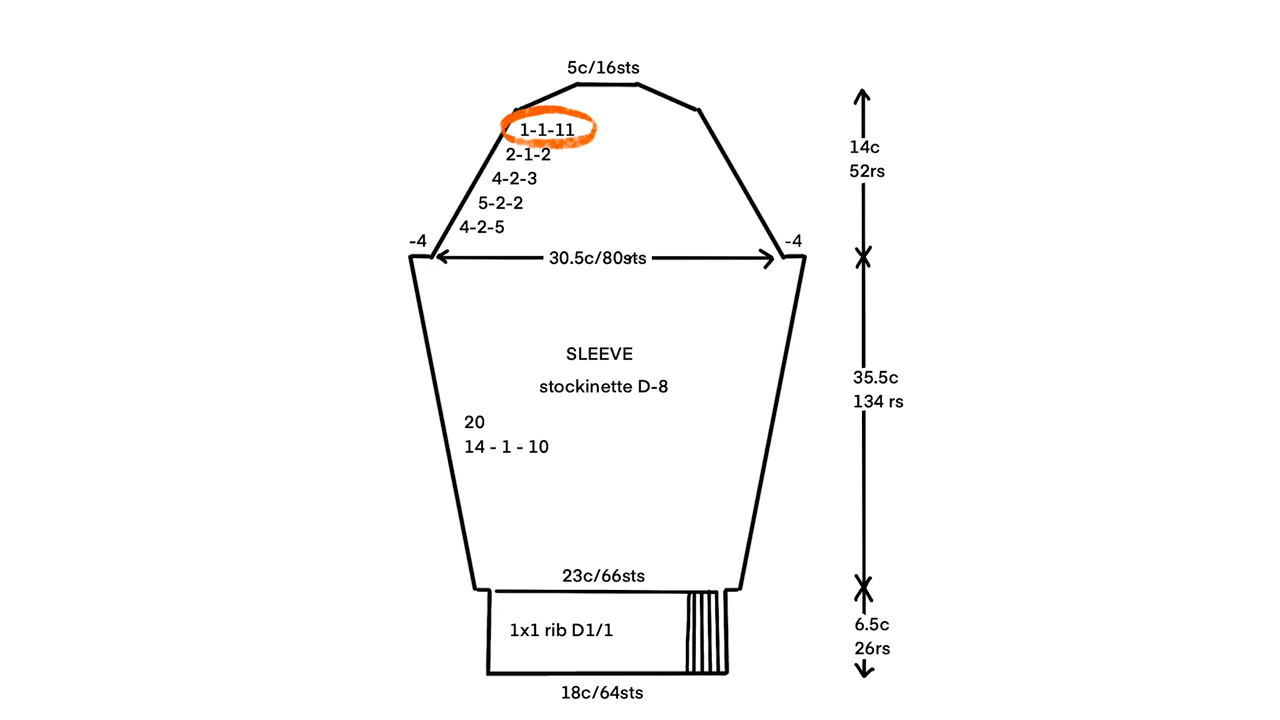 5c/16sts
1-1-11
2-1-2
4-2-3
5-2-2
4-2-5
-4
-4
30.5c/80sts
14c
52rs
SLEEVE
stockinette D-8
20
14 - 1 - 10
35.5c
134 rs
23c/66sts
1x1 rib D1/1
6.5c
26rs
18c/64sts